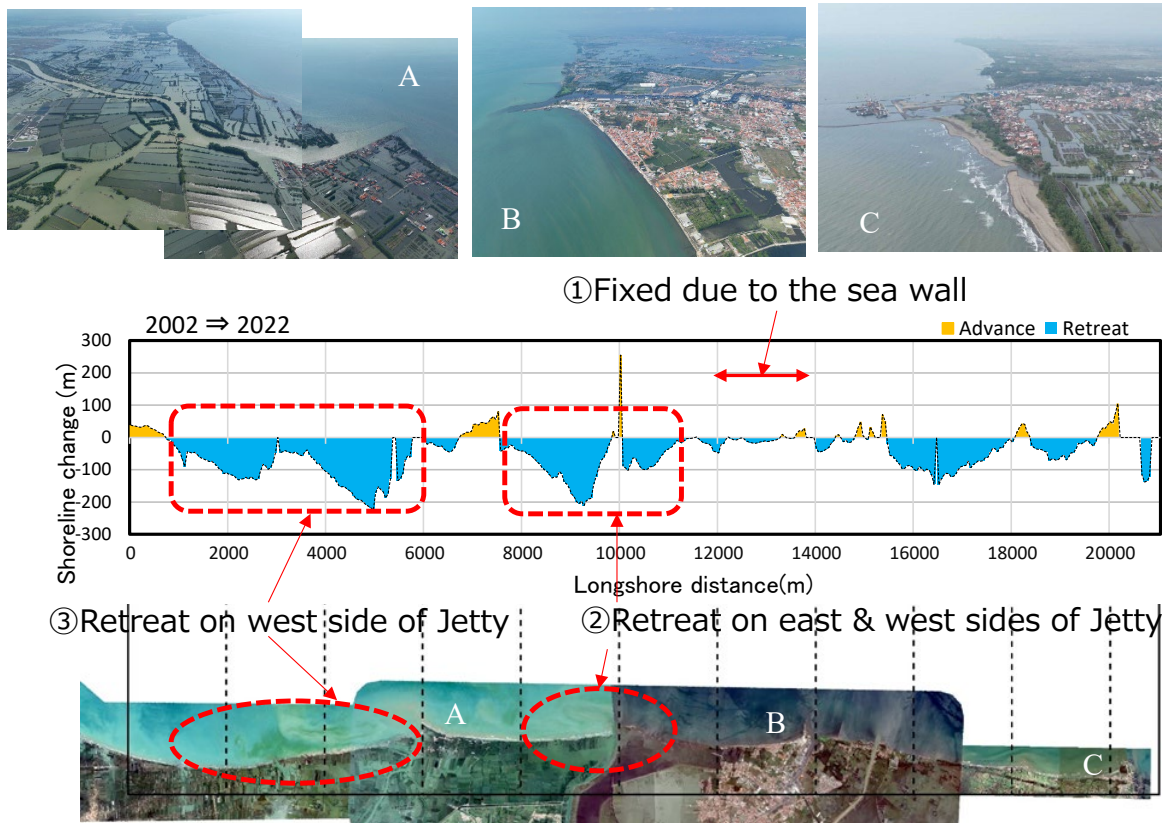 A
B
C
①Fixed due to the sea wall
2002 ⇒ 2022
Advance
Retreat
Shoreline change (m)
300
200
100
0
-100
-200
-300
0
2000
4000
6000
8000
10000
12000
14000
16000
18000
20000
Longshore distance(m)
③Retreat on west side of Jetty
②Retreat on east & west sides of Jetty
A
B
C